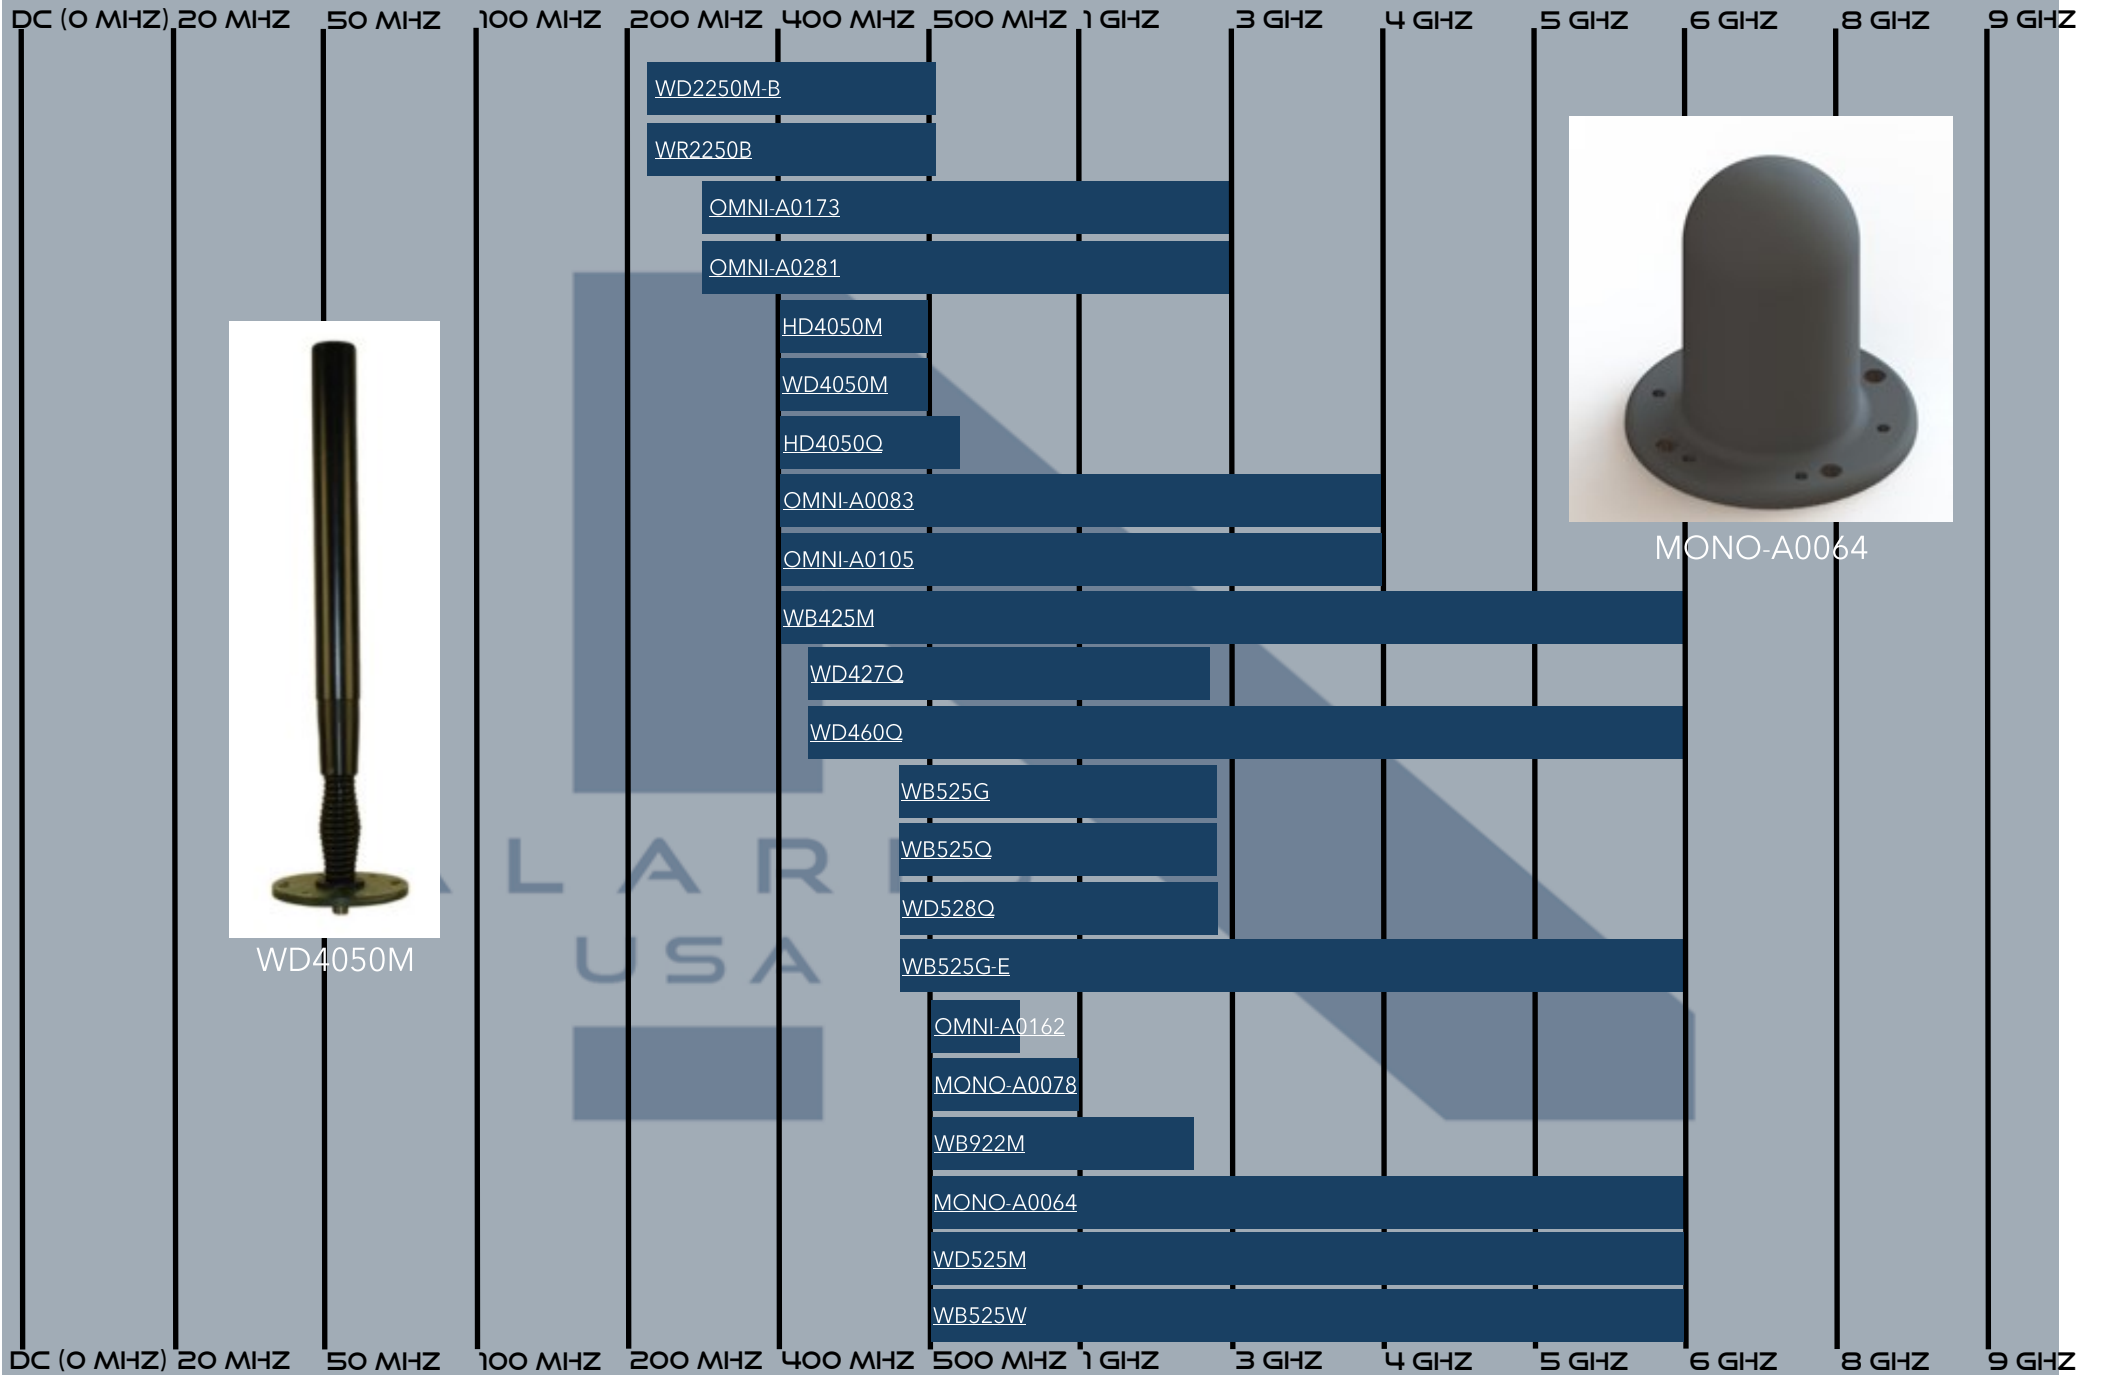 DC (0 MHZ) 20 MHZ 50 MHZ 100 MHZ 200 MHZ 400 MHZ 500 MHZ 1 GHZ 3 GHZ 4 GHZ 5 GHZ 6 GHZ 8 GHZ 9 GHZ
WD2250M-B
WR2250B
OMNI-A0173
OMNI-A0281
HD4050M
WD4050M
HD4050Q
OMNI-A0083
MONO-A0064
OMNI-A0105
WB425M
WD427Q
WD460Q
WB525G
WB525Q
ALARIS
WD528Q
USA
WD4050M
WB525G-E
OMNI-A0162
MONO-A0078
WB922M
MONO-A0064
WD525M
WB525W
DC (0 MHZ) 20 MHZ 50 MHZ 100 MHZ 200 MHZ 400 MHZ 500 MHZ 1 GHZ 3 GHZ 4 GHZ 5 GHZ 6 GHZ 8 GHZ 9 GHZ